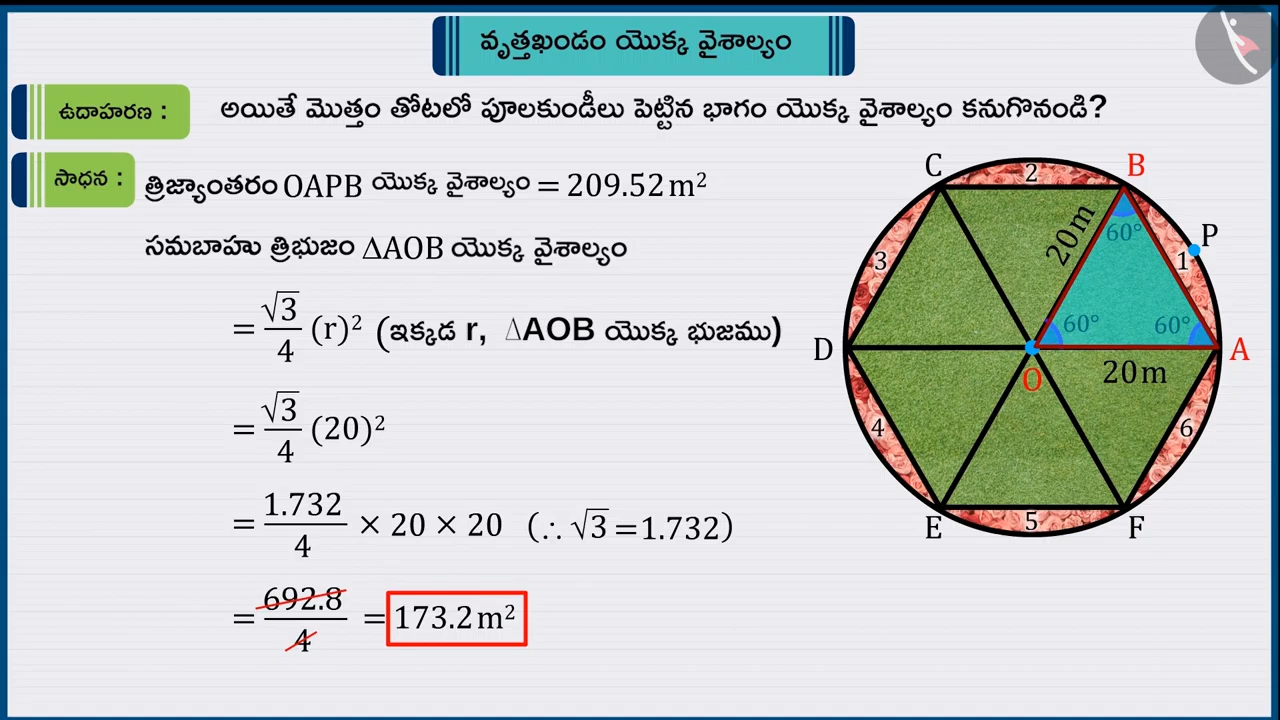 వృత్తఖండం యొక్క వైశాల్యం
ఉదాహరణ : అయితే మొత్తం తోటలో పూలకుండీలు పెట్టిన భాగం యొక్క వైశాల్యం కనుగొనండి?
సాధన : త్రిజ్యాంతరం OAPB యొక్క వైశాల్యం = 209.52 m²
సమబాహు త్రిభుజం ΔAOB యొక్క వైశాల్యం
= √3/4 (r)² (ఇక్కడ r, ΔAOB యొక్క భుజము)
= √3/4 (20)²
= 1.732/4 × 20 × 20 (∴ √3 = 1.732)
= 692.8/4 = 173.2 m²
C 2 B
20 m 60° P
3 1
60° 60°
D O A
20 m
4 6
E 5 F